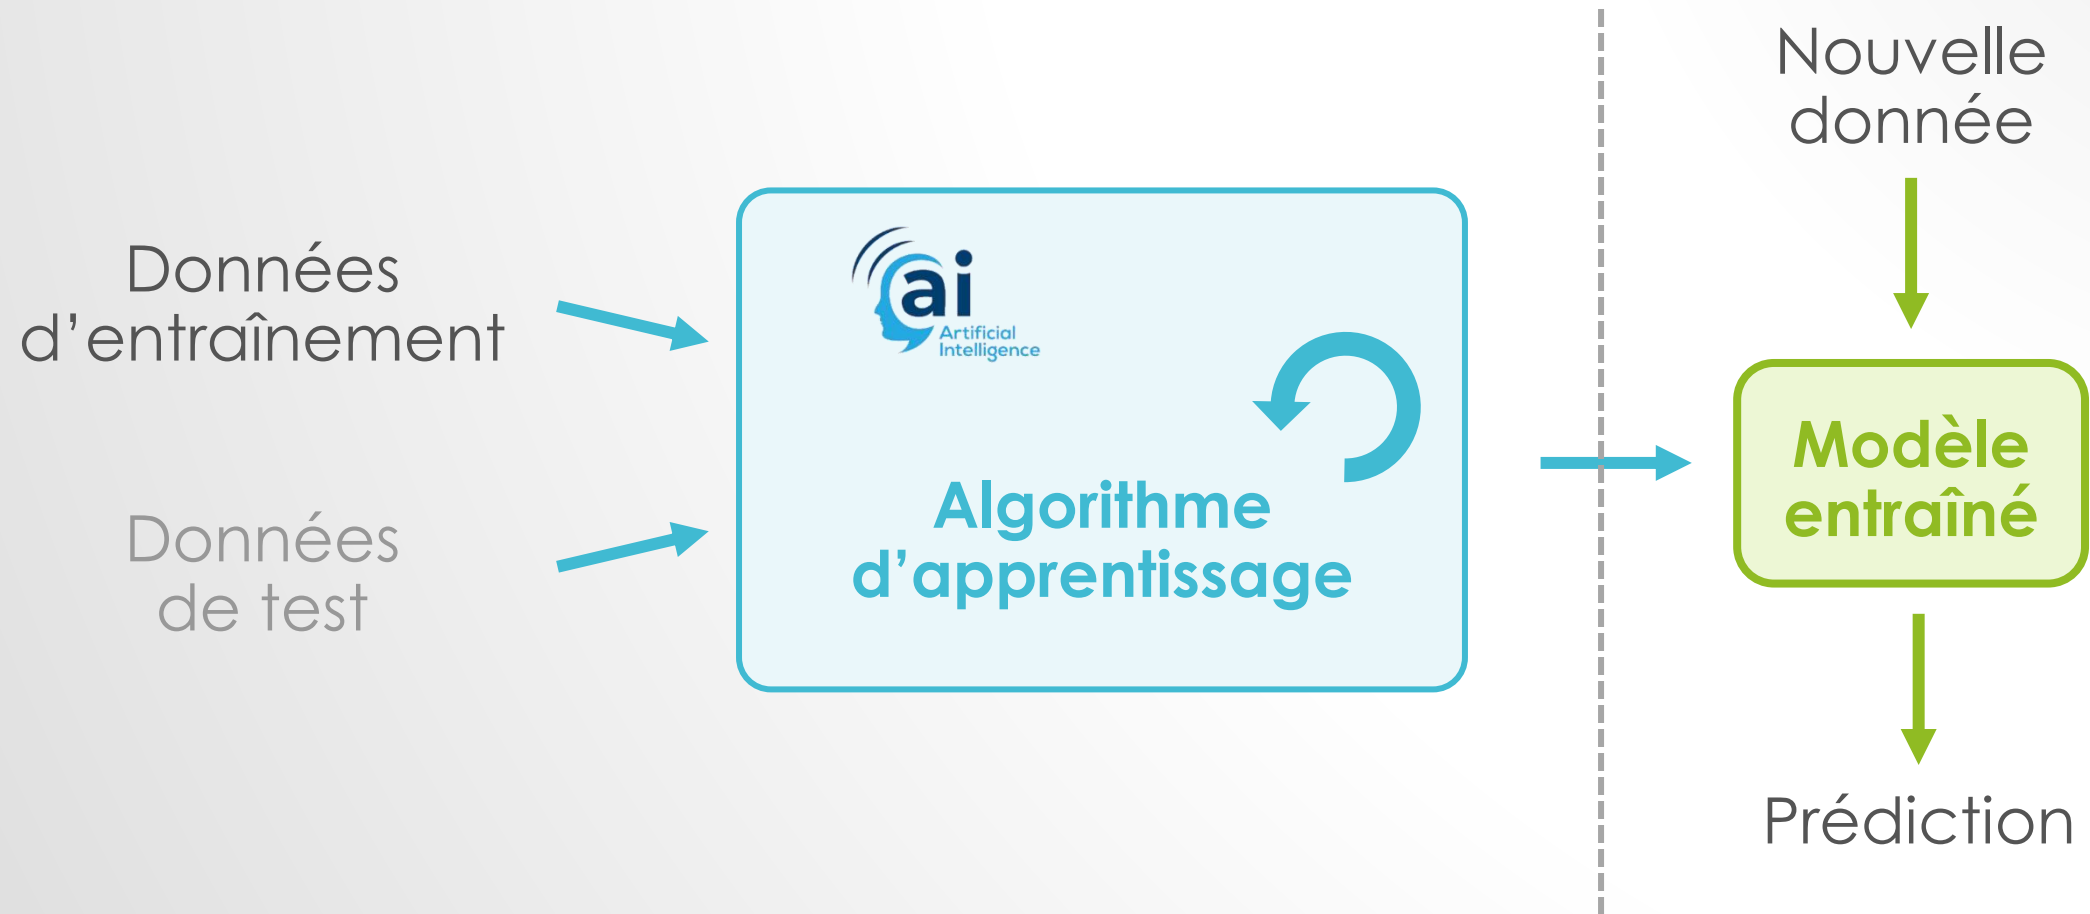 Données
d’entraînement
Données
de test
ai
Artificial
Intelligence
Algorithme
d’apprentissage
Nouvelle
donnée
Modèle
entraîné
Prédiction